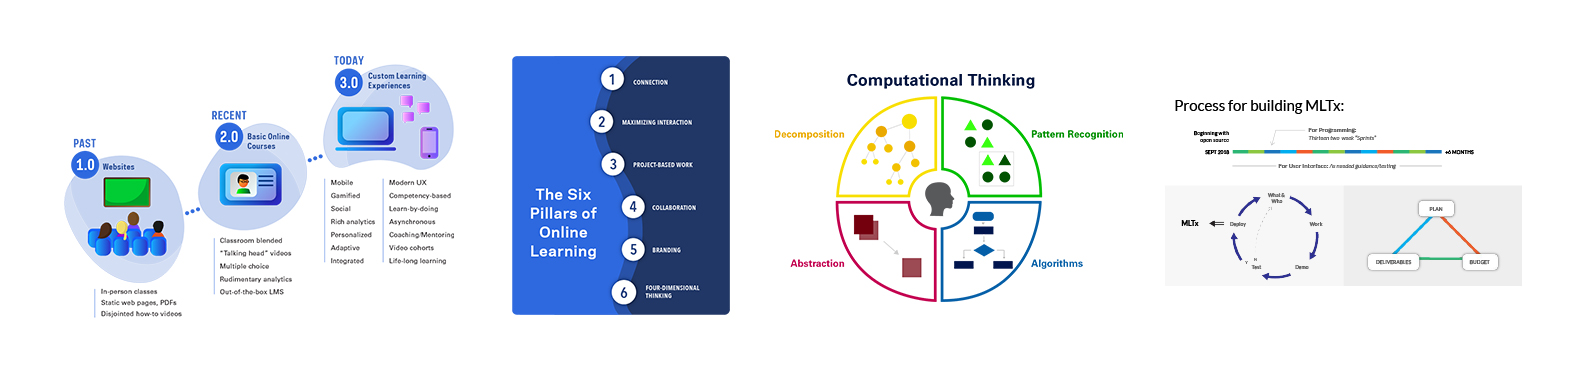 TODAY
3.0
Custom Learning
Experiences
RECENT
2.0
Basic Online
Courses
PAST
1.0
Websites
In-person classes
Static web pages, PDFs
Disjointed how-to videos
Classroom blended
"Talking head" videos
Multiple choice
Rudimentary analytics
Out-of-the-box LMS
Mobile
Gamified
Social
Rich analytics
Personalized
Adaptive
Integrated
Modern UX
Competency-based
Learn-by-doing
Asynchronous
Coaching/Mentoring
Video cohorts
Life-long learning
The Six
Pillars of
Online
Learning
1 CONNECTION
2 MAXIMIZING INTERACTION
3 PROJECT-BASED WORK
4 COLLABORATION
5 BRANDING
6 FOUR-DIMENSIONAL
THINKING
Computational Thinking
Decomposition
Pattern Recognition
Abstraction
Algorithms
Process for building MLTx:
Beginning with
open source
For Programming:
Thirteen two week "Sprints"
SEPT 2018
+6 MONTHS
For User Interface: As needed guidance/testing
What &
Who
MLTx
Deploy
Work
Y
N
Test
Demo
PLAN
DELIVERABLES
BUDGET